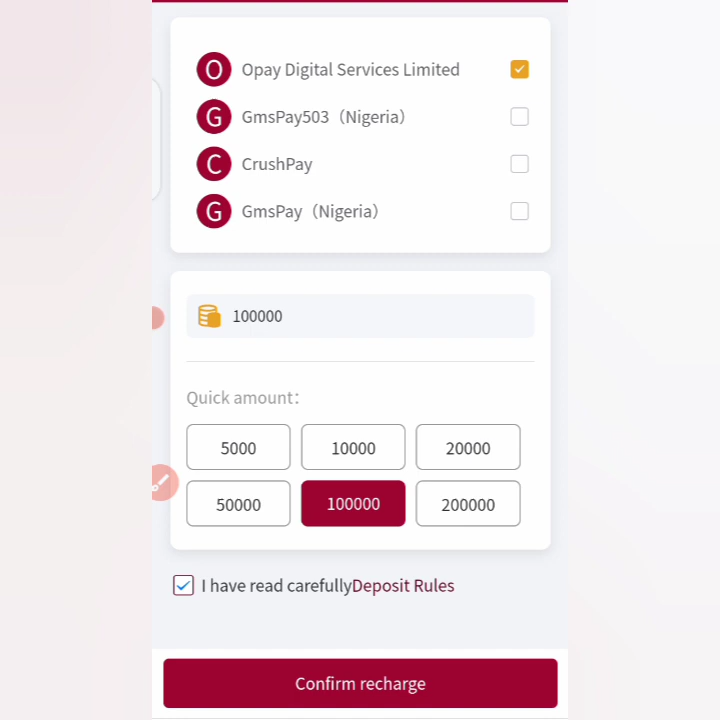 O Opay Digital Services Limited
G GmsPay503（Nigeria）
C CrushPay
G GmsPay（Nigeria）
100000
Quick amount：
5000 10000 20000
50000 100000 200000
I have read carefullyDeposit Rules
Confirm recharge